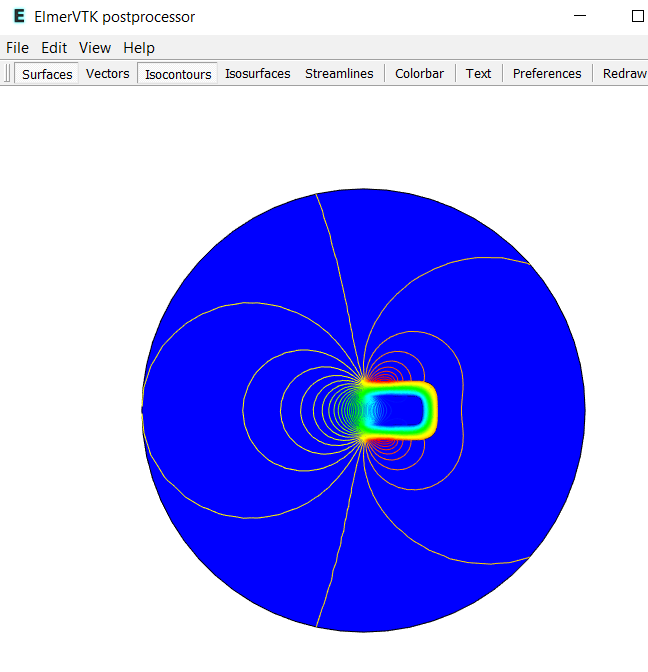 E ElmerVTK postprocessor
File Edit View Help
Surfaces Vectors Isocontours Isosurfaces Streamlines Colorbar Text Preferences Redraw